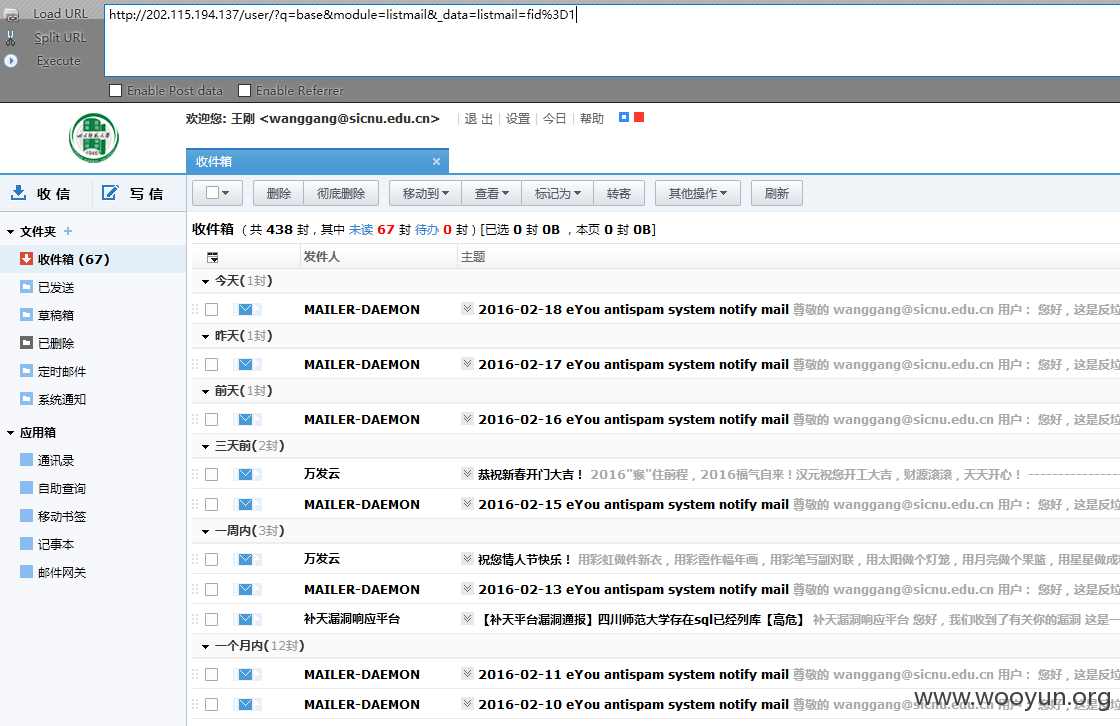 Load URL
http://202.115.194.137/user/?q=base&module=listmail&_data=listmail=fid%3D1
Split URL
Execute
Enable Post data Enable Referrer
欢迎您: 王刚 <wanggang@sicnu.edu.cn> | 退 出 | 设置 | 今日 | 帮助
收件箱 ×
收 信 写 信
删除 彻底删除 移动到 查看 标记为 转寄 其他操作 刷新
文件夹 +
收件箱（共 438 封，其中 未读 67 封 待办 0 封）[已选 0 封 0B ，本页 0 封 0B]
收件箱 (67)
发件人 主题
已发送
今天(1封)
草稿箱
MAILER-DAEMON 2016-02-18 eYou antispam system notify mail 尊敬的 wanggang@sicnu.edu.cn 用户： 您好，这是反垃
昨天(1封)
已删除
MAILER-DAEMON 2016-02-17 eYou antispam system notify mail 尊敬的 wanggang@sicnu.edu.cn 用户： 您好，这是反垃
定时邮件
前天(1封)
系统通知
MAILER-DAEMON 2016-02-16 eYou antispam system notify mail 尊敬的 wanggang@sicnu.edu.cn 用户： 您好，这是反垃
应用箱
三天前(2封)
通讯录
万发云 恭祝新春开门大吉！ 2016"猴"住前程，2016福气自来！汉元祝您开工大吉，财源滚滚，天天开心！ ----------------
自助查询
MAILER-DAEMON 2016-02-15 eYou antispam system notify mail 尊敬的 wanggang@sicnu.edu.cn 用户： 您好，这是反垃
移动书签
一周内(3封)
记事本
万发云 祝您情人节快乐！ 用彩虹做件新衣，用彩霞作幅年画，用彩笔写副对联，用太阳做个灯笼，用月亮做个果篮，用星星做成
邮件网关
MAILER-DAEMON 2016-02-13 eYou antispam system notify mail 尊敬的 wanggang@sicnu.edu.cn 用户： 您好，这是反垃
补天漏洞响应平台 【补天平台漏洞通报】四川师范大学存在sql已经列库【高危】 补天漏洞响应平台 您好，我们收到了有关你的漏洞 这是一
一个月内(12封)
MAILER-DAEMON 2016-02-11 eYou antispam system notify mail 尊敬的 wanggang@sicnu.edu.cn 用户： 您好，这是反垃
MAILER-DAEMON 2016-02-10 eYou antispam system notify mail 尊敬的 wanggang@sicnu.edu.cn 用户： 您好，这是反垃
www.wooyun.org